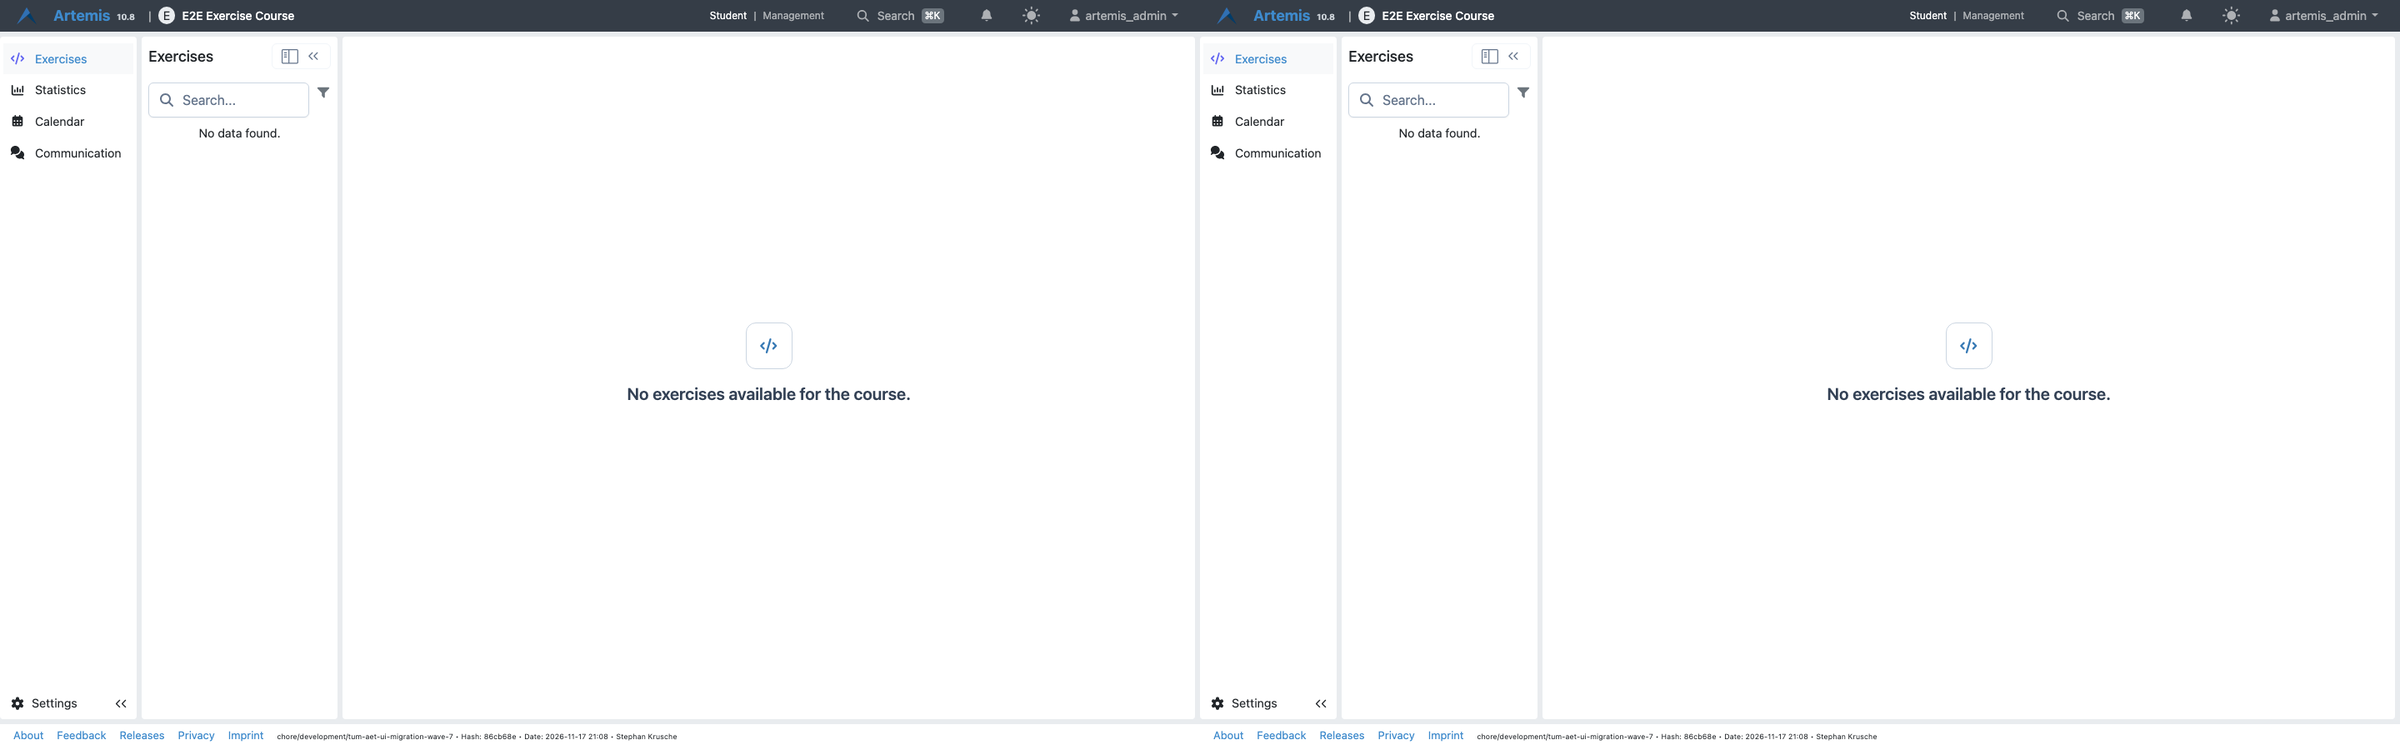 Artemis 10.8 | E E2E Exercise Course Student | Management Search ⌘K artemis_admin
Exercises
Statistics
Calendar
Communication
Settings
Exercises
Search...
No data found.
No exercises available for the course.
About Feedback Releases Privacy Imprint chore/development/tum-aet-ui-migration-wave-7 • Hash: 86cb68e • Date: 2026-11-17 21:08 • Stephan Krusche
Artemis 10.8 | E E2E Exercise Course Student | Management Search ⌘K artemis_admin
Exercises
Statistics
Calendar
Communication
Settings
Exercises
Search...
No data found.
No exercises available for the course.
About Feedback Releases Privacy Imprint chore/development/tum-aet-ui-migration-wave-7 • Hash: 86cb68e • Date: 2026-11-17 21:08 • Stephan Krusche